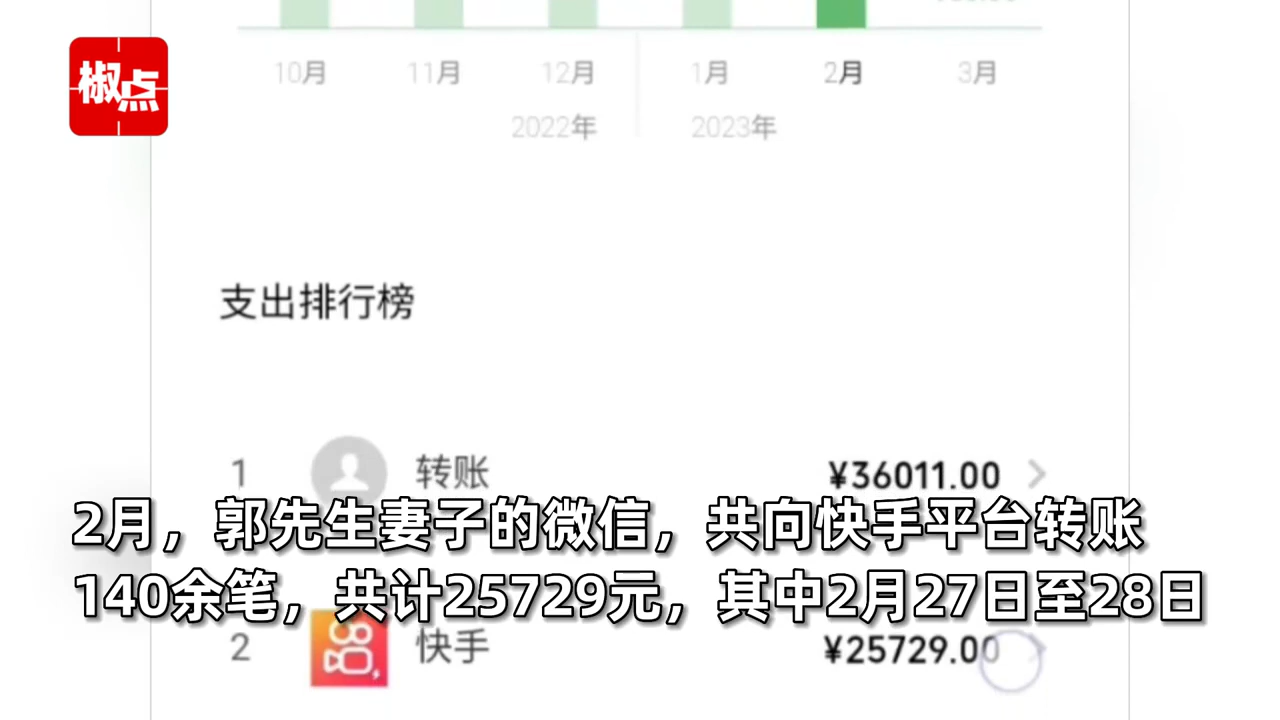 椒点
10月 11月 12月 1月 2月 3月
2022年 2023年
支出排行榜
1 转账 ¥36011.00
2月，郭先生妻子的微信，共向快手平台转账
140余笔，共计25729元，其中2月27日至28日
2 快手 ¥25729.00